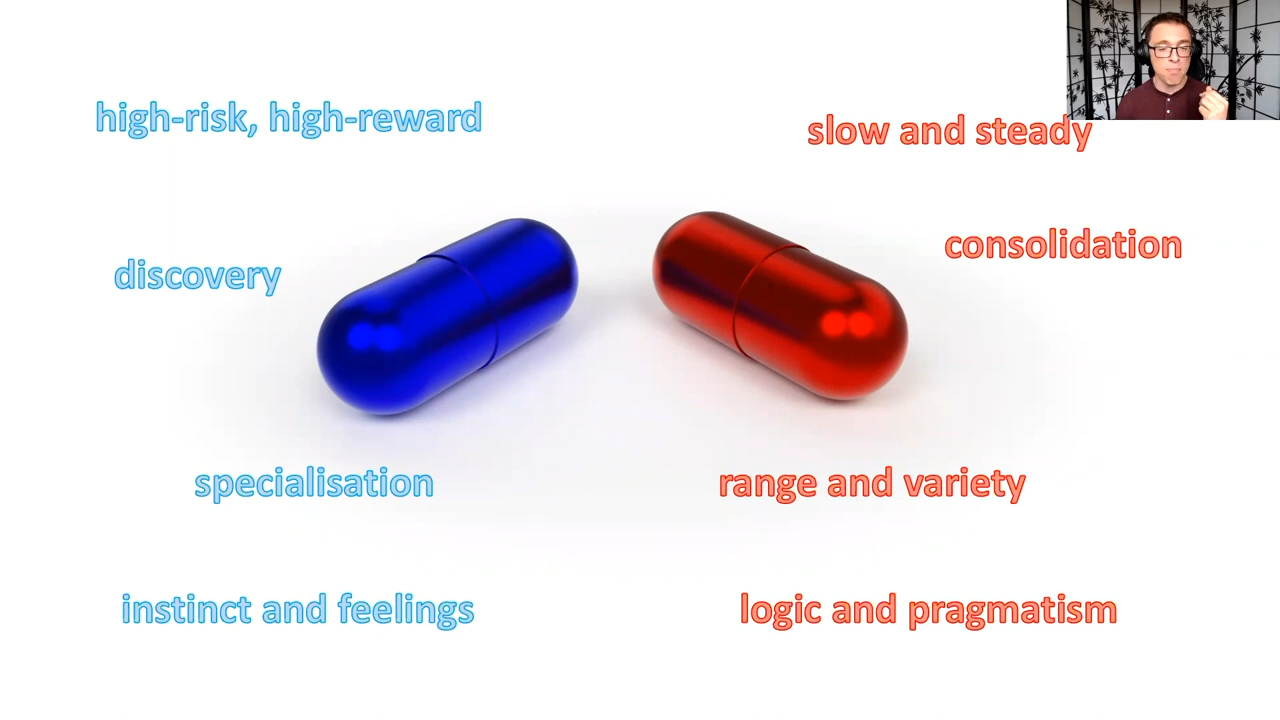 high-risk, high-reward
slow and steady
consolidation
discovery
specialisation
range and variety
instinct and feelings
logic and pragmatism